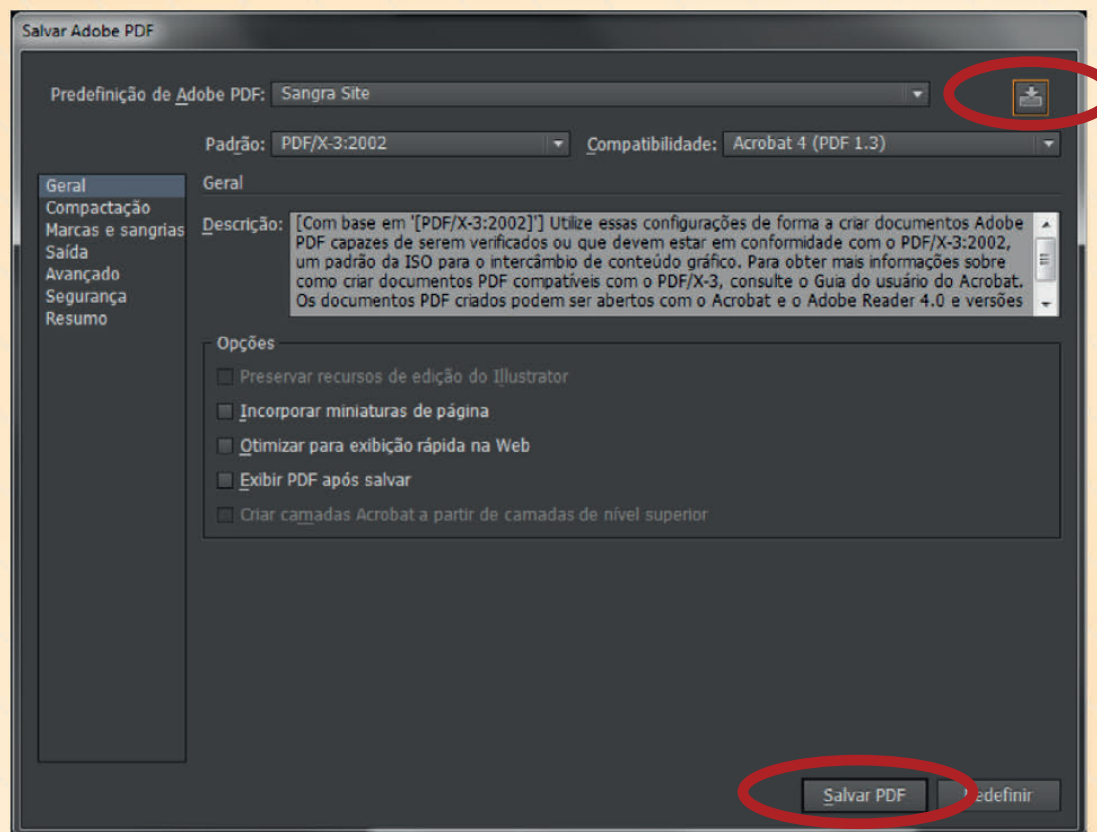 Salvar Adobe PDF
Predefinição de Adobe PDF: Sangra Site
Padrão: PDF/X-3:2002 Compatibilidade: Acrobat 4 (PDF 1.3)
Geral
Compactação
Marcas e sangrias
Saída
Avançado
Segurança
Resumo
Geral
Descrição: [Com base em '[PDF/X-3:2002]'] Utilize essas configurações de forma a criar documentos Adobe
PDF capazes de serem verificados ou que devem estar em conformidade com o PDF/X-3:2002,
um padrão da ISO para o intercâmbio de conteúdo gráfico. Para obter mais informações sobre
como criar documentos PDF compatíveis com o PDF/X-3, consulte o Guia do usuário do Acrobat.
Os documentos PDF criados podem ser abertos com o Acrobat e o Adobe Reader 4.0 e versões
Opções
Preservar recursos de edição do Illustrator
Incorporar miniaturas de página
Otimizar para exibição rápida na Web
Exibir PDF após salvar
Criar camadas Acrobat a partir de camadas de nível superior
Salvar PDF Redefinir